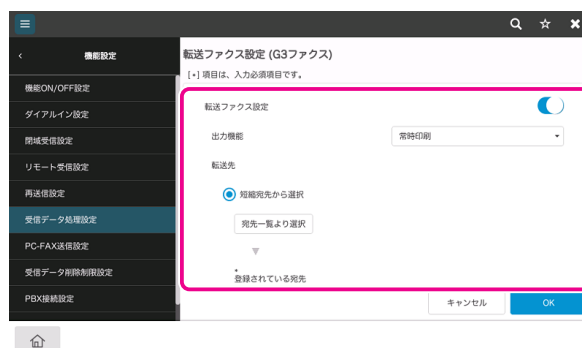 機能設定
転送ファクス設定 (G3ファクス)
[*] 項目は、入力必須項目です。
機能ON/OFF設定
ダイアルイン設定
閉域受信設定
リモート受信設定
再送信設定
受信データ処理設定
PC-FAX送信設定
受信データ削除制限設定
PBX接続設定
転送ファクス設定
出力機能
常時印刷
転送先
短縮宛先から選択
宛先一覧より選択
*
登録されている宛先
キャンセル
OK